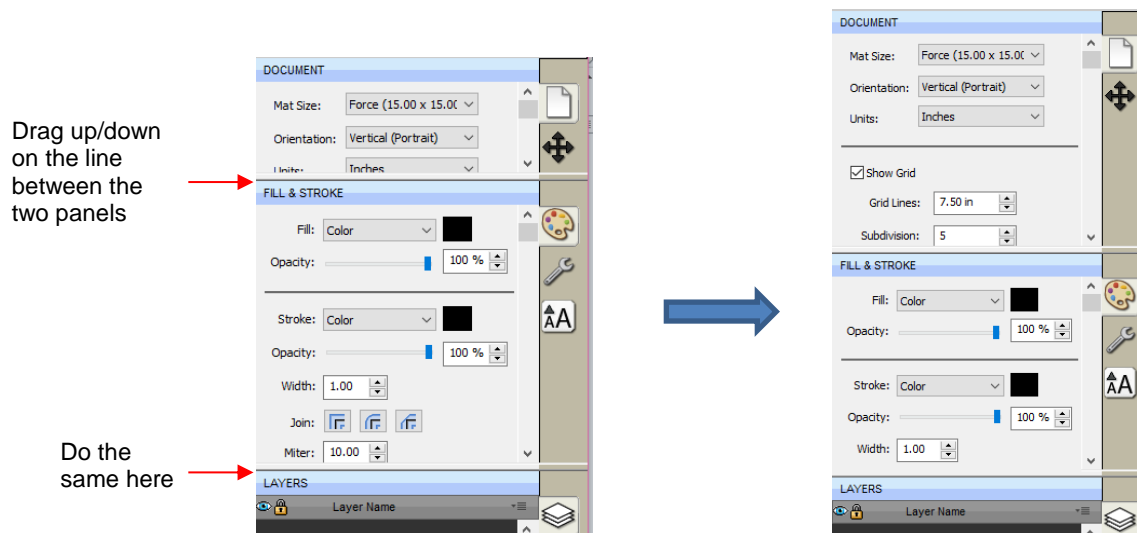 Drag up/down
on the line
between the
two panels
Do the
same here
DOCUMENT
Mat Size: Force (15.00 x 15.0(
Orientation: Vertical (Portrait)
Units: Inches
FILL & STROKE
Fill: Color
Opacity: 100 %
Stroke: Color
Opacity: 100 %
Width: 1.00
Join:
Miter: 10.00
LAYERS
Layer Name
AA
DOCUMENT
Mat Size: Force (15.00 x 15.0(
Orientation: Vertical (Portrait)
Units: Inches
Show Grid
Grid Lines: 7.50 in
Subdivision: 5
FILL & STROKE
Fill: Color
Opacity: 100 %
Stroke: Color
Opacity: 100 %
Width: 1.00
LAYERS
Layer Name
AA